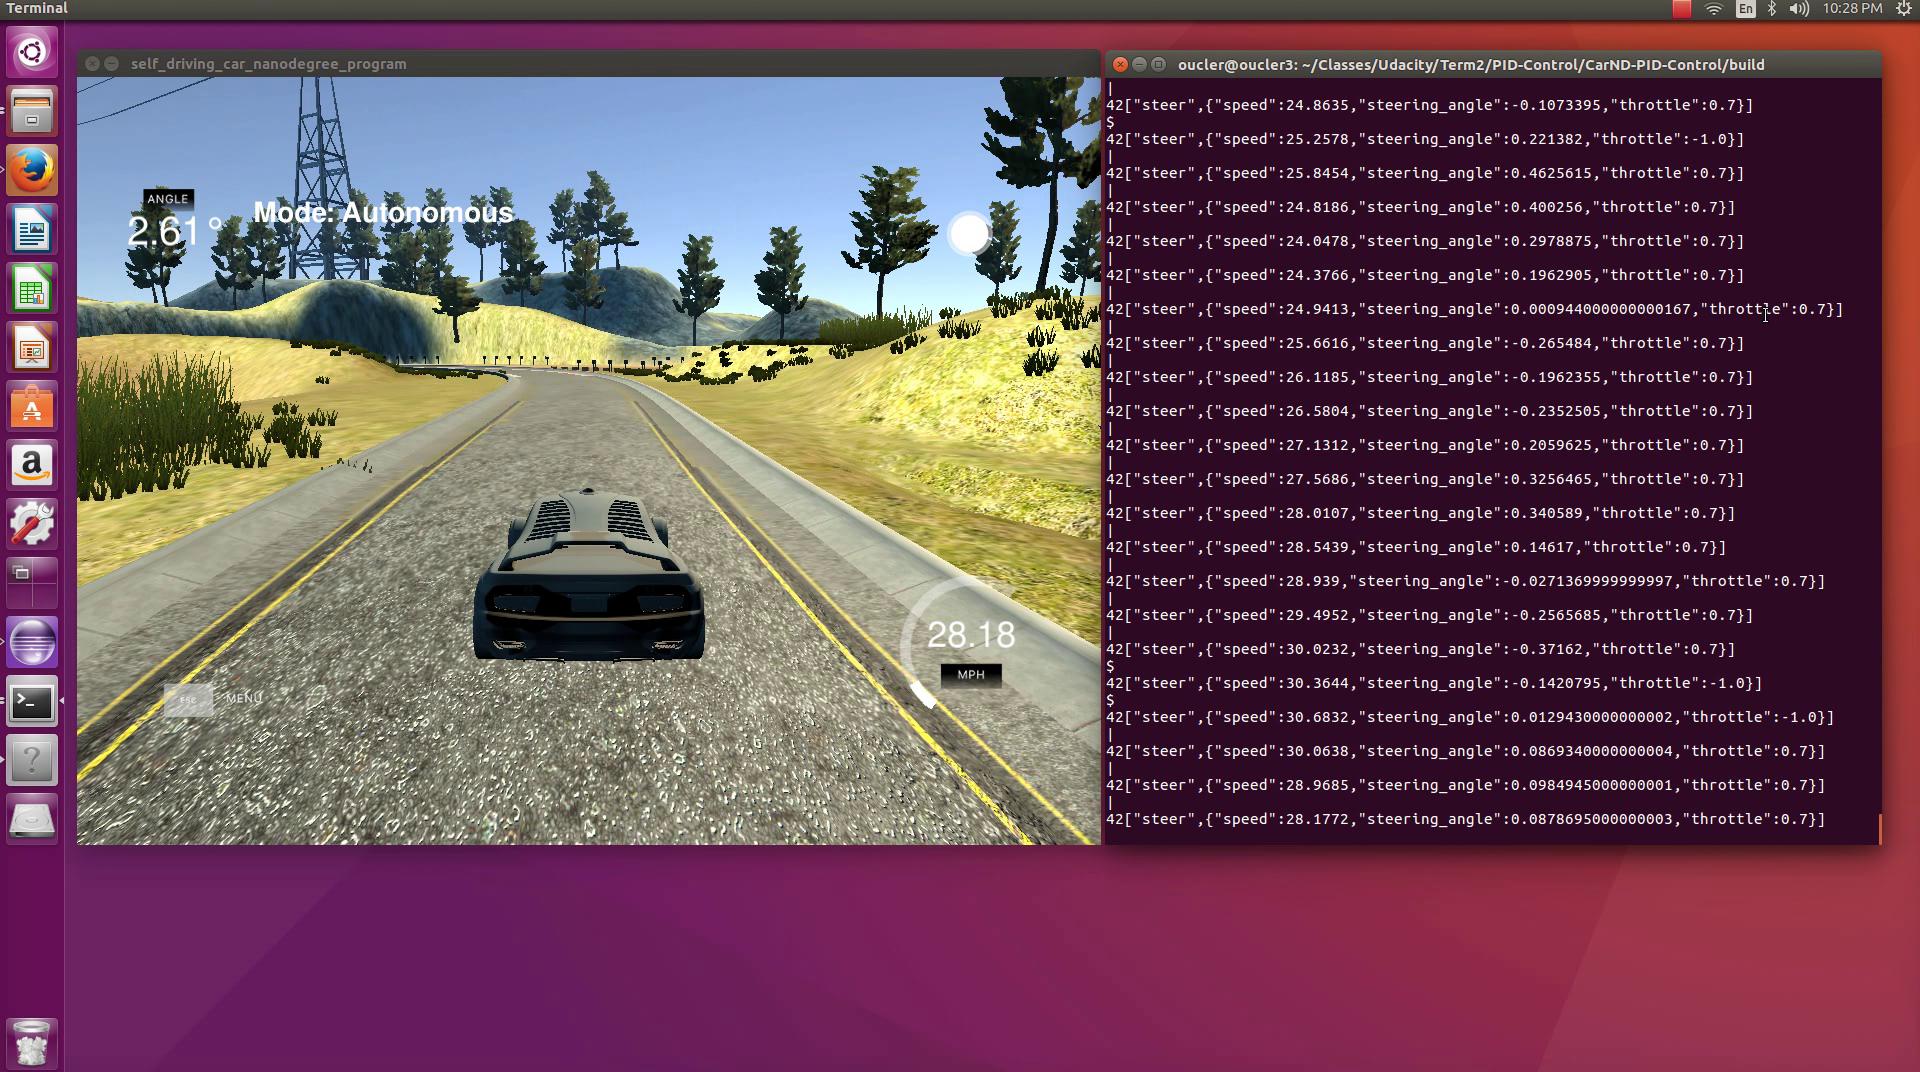 Terminal
En
10:28 PM
self_driving_car_nanodegree_program
ANGLE
2.61°
Mode: Autonomous
28.18
MPH
ESC
MENU
oucler@oucler3: ~/Classes/Udacity/Term2/PID-Control/CarND-PID-Control/build
|
42["steer",{"speed":24.8635,"steering_angle":-0.1073395,"throttle":0.7}]
$
42["steer",{"speed":25.2578,"steering_angle":0.221382,"throttle":-1.0}]
|
42["steer",{"speed":25.8454,"steering_angle":0.4625615,"throttle":0.7}]
|
42["steer",{"speed":24.8186,"steering_angle":0.400256,"throttle":0.7}]
|
42["steer",{"speed":24.0478,"steering_angle":0.2978875,"throttle":0.7}]
|
42["steer",{"speed":24.3766,"steering_angle":0.1962905,"throttle":0.7}]
|
42["steer",{"speed":24.9413,"steering_angle":0.000944000000000167,"throttle":0.7}]
|
42["steer",{"speed":25.6616,"steering_angle":-0.265484,"throttle":0.7}]
|
42["steer",{"speed":26.1185,"steering_angle":-0.1962355,"throttle":0.7}]
|
42["steer",{"speed":26.5804,"steering_angle":-0.2352505,"throttle":0.7}]
|
42["steer",{"speed":27.1312,"steering_angle":0.2059625,"throttle":0.7}]
|
42["steer",{"speed":27.5686,"steering_angle":0.3256465,"throttle":0.7}]
|
42["steer",{"speed":28.0107,"steering_angle":0.340589,"throttle":0.7}]
|
42["steer",{"speed":28.5439,"steering_angle":0.14617,"throttle":0.7}]
|
42["steer",{"speed":28.939,"steering_angle":-0.0271369999999997,"throttle":0.7}]
|
42["steer",{"speed":29.4952,"steering_angle":-0.2565685,"throttle":0.7}]
|
42["steer",{"speed":30.0232,"steering_angle":-0.37162,"throttle":0.7}]
$
42["steer",{"speed":30.3644,"steering_angle":-0.1420795,"throttle":-1.0}]
$
42["steer",{"speed":30.6832,"steering_angle":0.0129430000000002,"throttle":-1.0}]
|
42["steer",{"speed":30.0638,"steering_angle":0.0869340000000004,"throttle":0.7}]
|
42["steer",{"speed":28.9685,"steering_angle":0.0984945000000001,"throttle":0.7}]
|
42["steer",{"speed":28.1772,"steering_angle":0.0878695000000003,"throttle":0.7}]